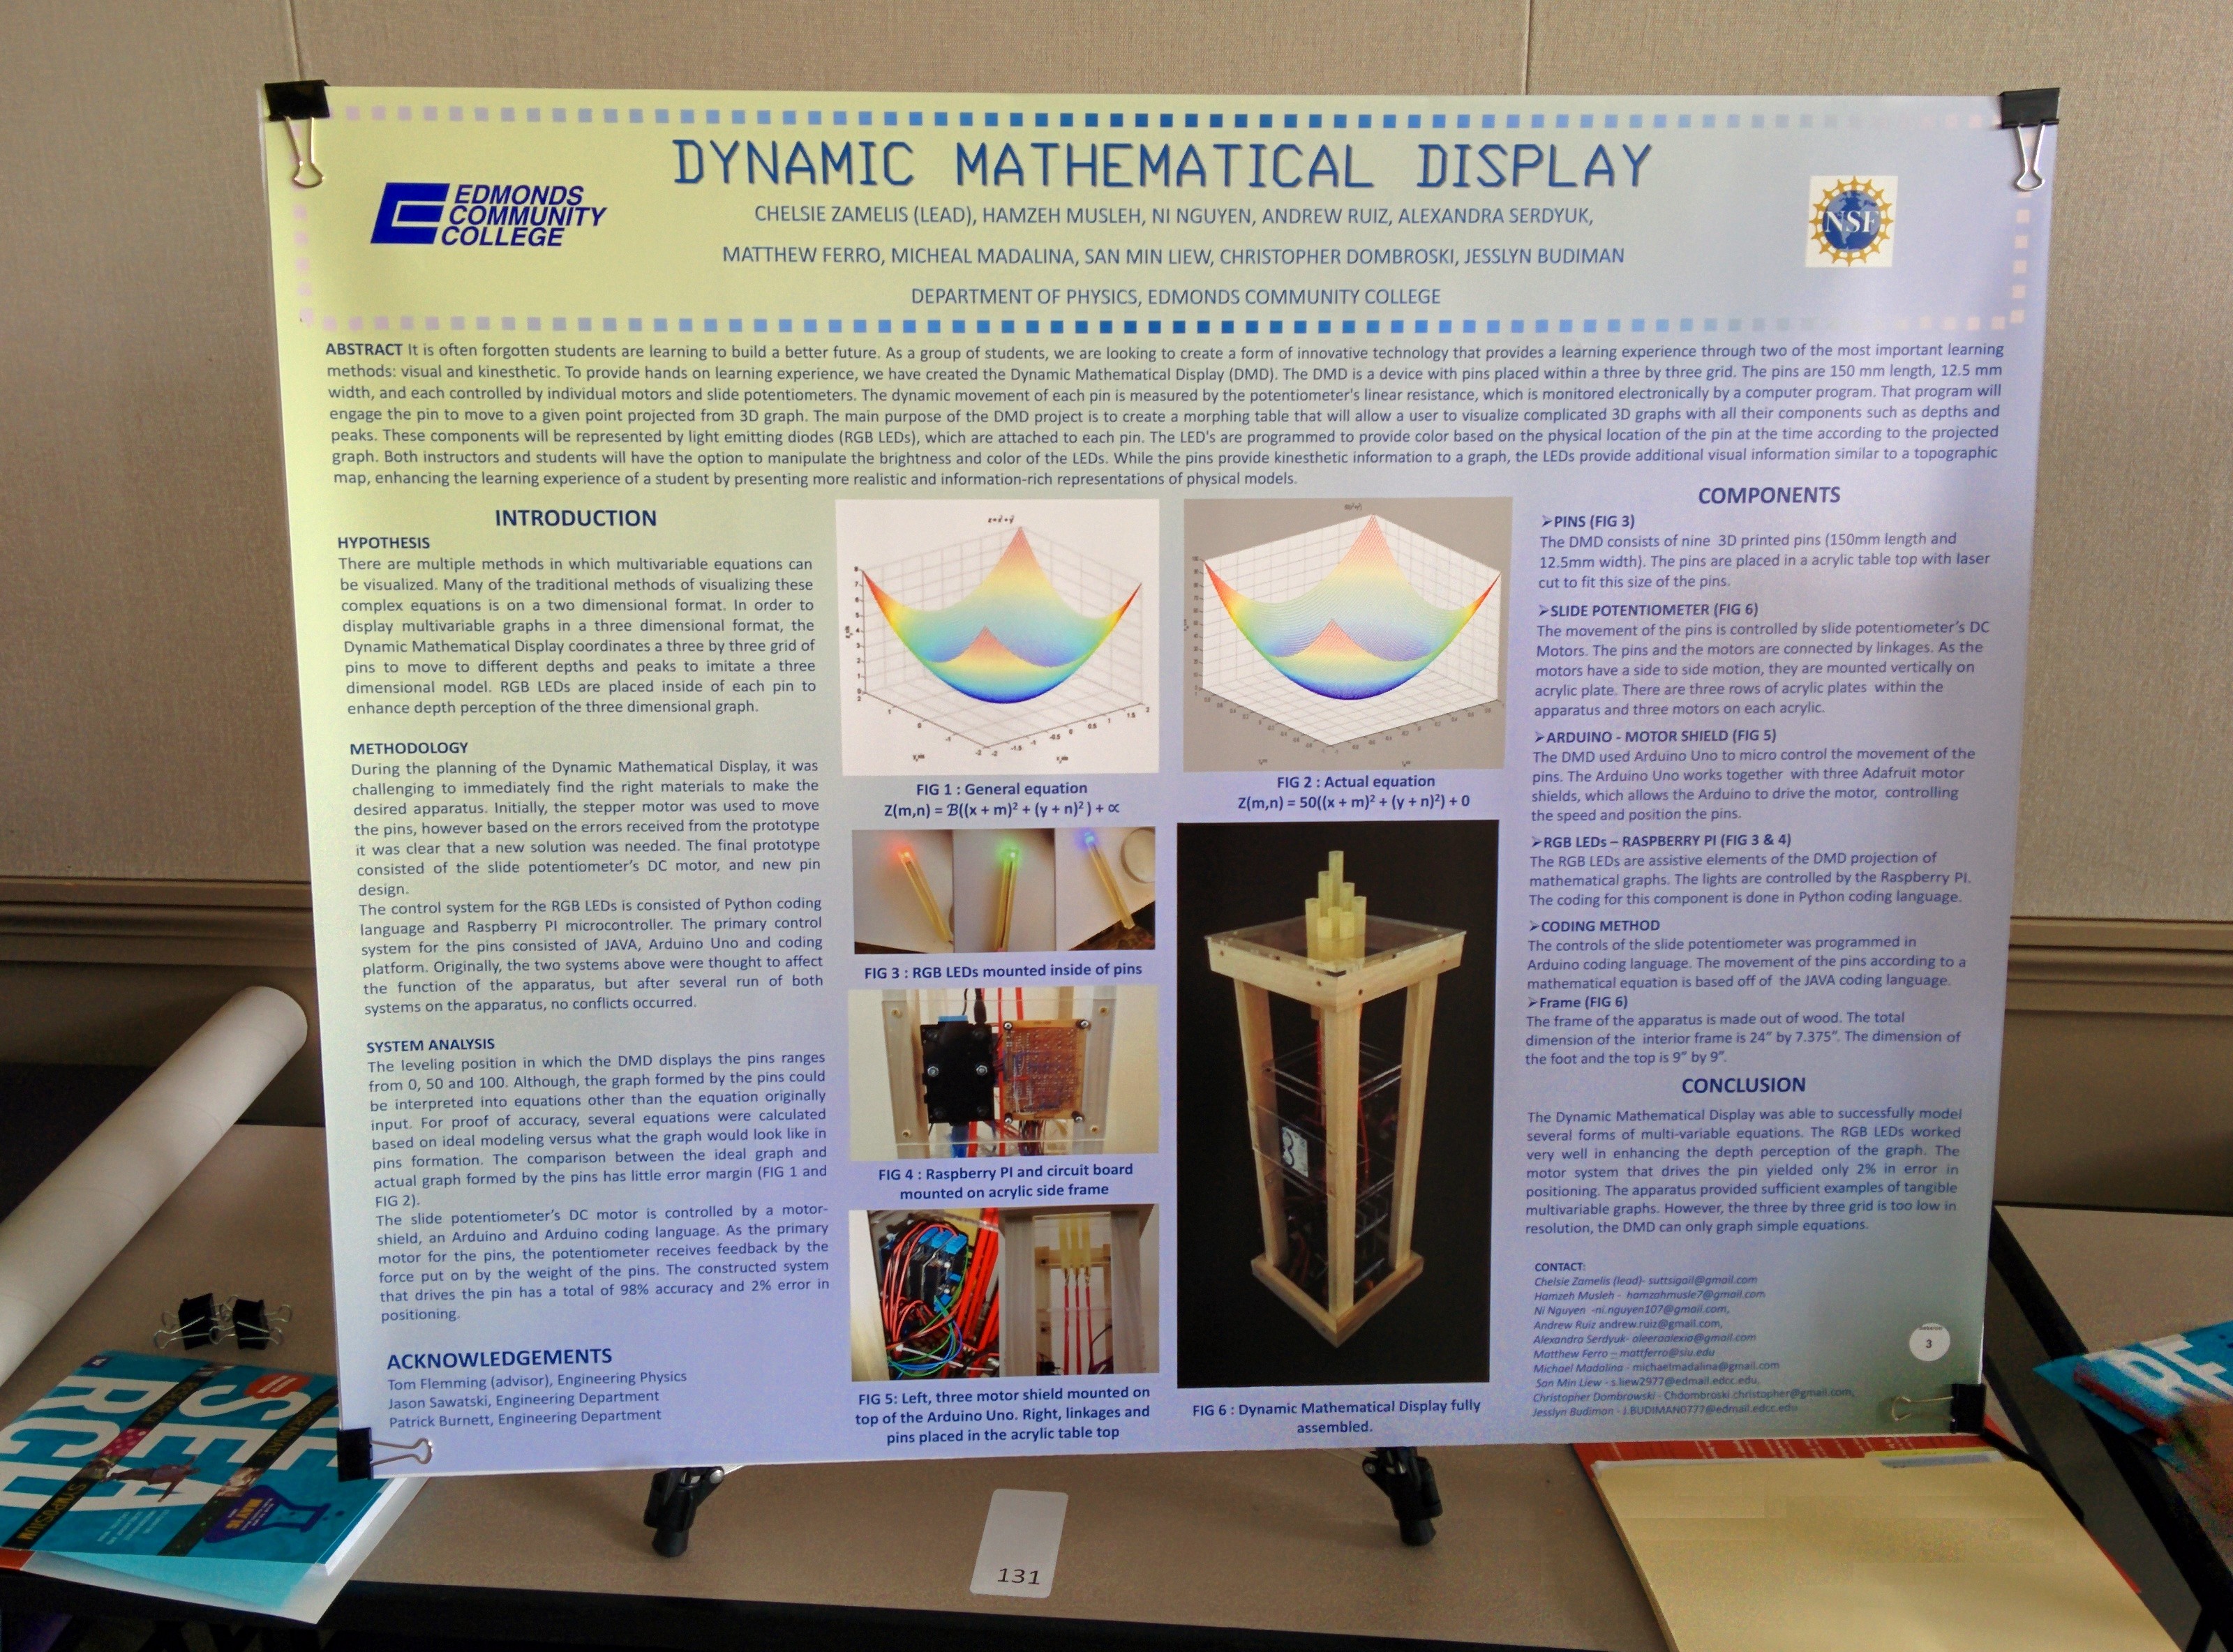 DYNAMIC MATHEMATICAL DISPLAY
EDMONDS
COMMUNITY
COLLEGE
CHELSIE ZAMELIS (LEAD), HAMZEH MUSLEH, NI NGUYEN, ANDREW RUIZ, ALEXANDRA SERDYUK,
MATTHEW FERRO, MICHEAL MADALINA, SAN MIN LIEW, CHRISTOPHER DOMBROSKI, JESSLYN BUDIMAN
DEPARTMENT OF PHYSICS, EDMONDS COMMUNITY COLLEGE
NSF
ABSTRACT It is often forgotten students are learning to build a better future. As a group of students, we are looking to create a form of innovative technology that provides a learning experience through two of the most important learning
methods: visual and kinesthetic. To provide hands on learning experience, we have created the Dynamic Mathematical Display (DMD). The DMD is a device with pins placed within a three by three grid. The pins are 150 mm length, 12.5 mm
width, and each controlled by individual motors and slide potentiometers. The dynamic movement of each pin is measured by the potentiometer's linear resistance, which is monitored electronically by a computer program. That program will
engage the pin to move to a given point projected from 3D graph. The main purpose of the DMD project is to create a morphing table that will allow a user to visualize complicated 3D graphs with all their components such as depths and
peaks. These components will be represented by light emitting diodes (RGB LEDs), which are attached to each pin. The LED's are programmed to provide color based on the physical location of the pin at the time according to the projected
graph. Both instructors and students will have the option to manipulate the brightness and color of the LEDs. While the pins provide kinesthetic information to a graph, the LEDs provide additional visual information similar to a topographic
map, enhancing the learning experience of a student by presenting more realistic and information-rich representations of physical models.
INTRODUCTION
HYPOTHESIS
There are multiple methods in which multivariable equations can
be visualized. Many of the traditional methods of visualizing these
complex equations is on a two dimensional format. In order to
display multivariable graphs in a three dimensional format, the
Dynamic Mathematical Display coordinates a three by three grid of
pins to move to different depths and peaks to imitate a three
dimensional model. RGB LEDs are placed inside of each pin to
enhance depth perception of the three dimensional graph.
METHODOLOGY
During the planning of the Dynamic Mathematical Display, it was
challenging to immediately find the right materials to make the
desired apparatus. Initially, the stepper motor was used to move
the pins, however based on the errors received from the prototype
it was clear that a new solution was needed. The final prototype
consisted of the slide potentiometer's DC motor, and new pin
design.
The control system for the RGB LEDs is consisted of Python coding
language and Raspberry PI microcontroller. The primary control
system for the pins consisted of JAVA, Arduino Uno and coding
platform. Originally, the two systems above were thought to affect
the function of the apparatus, but after several run of both
systems on the apparatus, no conflicts occurred.
SYSTEM ANALYSIS
The leveling position in which the DMD displays the pins ranges
from 0, 50 and 100. Although, the graph formed by the pins could
be interpreted into equations other than the equation originally
input. For proof of accuracy, several equations were calculated
based on ideal modeling versus what the graph would look like in
pins formation. The comparison between the ideal graph and
actual graph formed by the pins has little error margin (FIG 1 and
FIG 2).
The slide potentiometer's DC motor is controlled by a motor-
shield, an Arduino and Arduino coding language. As the primary
motor for the pins, the potentiometer receives feedback by the
force put on by the weight of the pins. The constructed system
that drives the pin has a total of 98% accuracy and 2% error in
positioning.
ACKNOWLEDGEMENTS
Tom Flemming (advisor), Engineering Physics
Jason Sawatski, Engineering Department
Patrick Burnett, Engineering Department
FIG 1 : General equation
Z(m,n) = ℬ((x + m)² + (y + n)² ) + ∝
FIG 2 : Actual equation
Z(m,n) = 50((x + m)² + (y + n)²) + 0
FIG 3 : RGB LEDs mounted inside of pins
FIG 4 : Raspberry PI and circuit board
mounted on acrylic side frame
FIG 5: Left, three motor shield mounted on
top of the Arduino Uno. Right, linkages and
pins placed in the acrylic table top
FIG 6 : Dynamic Mathematical Display fully
assembled.
COMPONENTS
➢PINS (FIG 3)
The DMD consists of nine 3D printed pins (150mm length and
12.5mm width). The pins are placed in a acrylic table top with laser
cut to fit this size of the pins.
➢SLIDE POTENTIOMETER (FIG 6)
The movement of the pins is controlled by slide potentiometer's DC
Motors. The pins and the motors are connected by linkages. As the
motors have a side to side motion, they are mounted vertically on
acrylic plate. There are three rows of acrylic plates within the
apparatus and three motors on each acrylic.
➢ARDUINO - MOTOR SHIELD (FIG 5)
The DMD used Arduino Uno to micro control the movement of the
pins. The Arduino Uno works together with three Adafruit motor
shields, which allows the Arduino to drive the motor, controlling
the speed and position the pins.
➢RGB LEDs – RASPBERRY PI (FIG 3 & 4)
The RGB LEDs are assistive elements of the DMD projection of
mathematical graphs. The lights are controlled by the Raspberry PI.
The coding for this component is done in Python coding language.
➢CODING METHOD
The controls of the slide potentiometer was programmed in
Arduino coding language. The movement of the pins according to a
mathematical equation is based off of the JAVA coding language.
➢Frame (FIG 6)
The frame of the apparatus is made out of wood. The total
dimension of the interior frame is 24" by 7.375". The dimension of
the foot and the top is 9" by 9".
CONCLUSION
The Dynamic Mathematical Display was able to successfully model
several forms of multi-variable equations. The RGB LEDs worked
very well in enhancing the depth perception of the graph. The
motor system that drives the pin yielded only 2% in error in
positioning. The apparatus provided sufficient examples of tangible
multivariable graphs. However, the three by three grid is too low in
resolution, the DMD can only graph simple equations.
CONTACT:
Chelsie Zamelis (lead)- suttsigail@gmail.com
Hamzeh Musleh - hamzahmusle7@gmail.com
Ni Nguyen -ni.nguyen107@gmail.com,
Andrew Ruiz andrew.ruiz@gmail.com,
Alexandra Serdyuk- aleeraalexia@gmail.com
Matthew Ferro – mattferro@siu.edu
Michael Madalina - michaelmadalina@gmail.com
San Min Liew - s.liew2977@edmail.edcc.edu,
Christopher Dombrowski - Chdombroski.christopher@gmail.com,
Jesslyn Budiman - J.BUDIMAN0777@edmail.edcc.edu
3
131
SYMPOSIUM
MAY 16